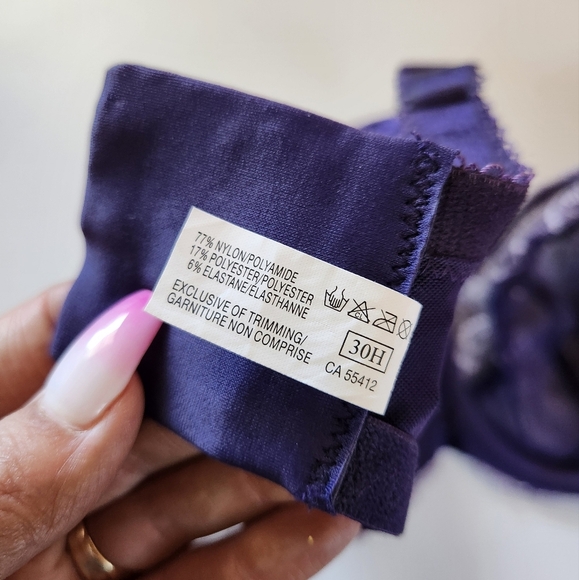 77% NYLON/POLYAMIDE
17% POLYESTER/POLYESTER
6% ELASTANE/ELASTHANNE
EXCLUSIVE OF TRIMMING/
GARNITURE NON COMPRISE
30H
CA 55412